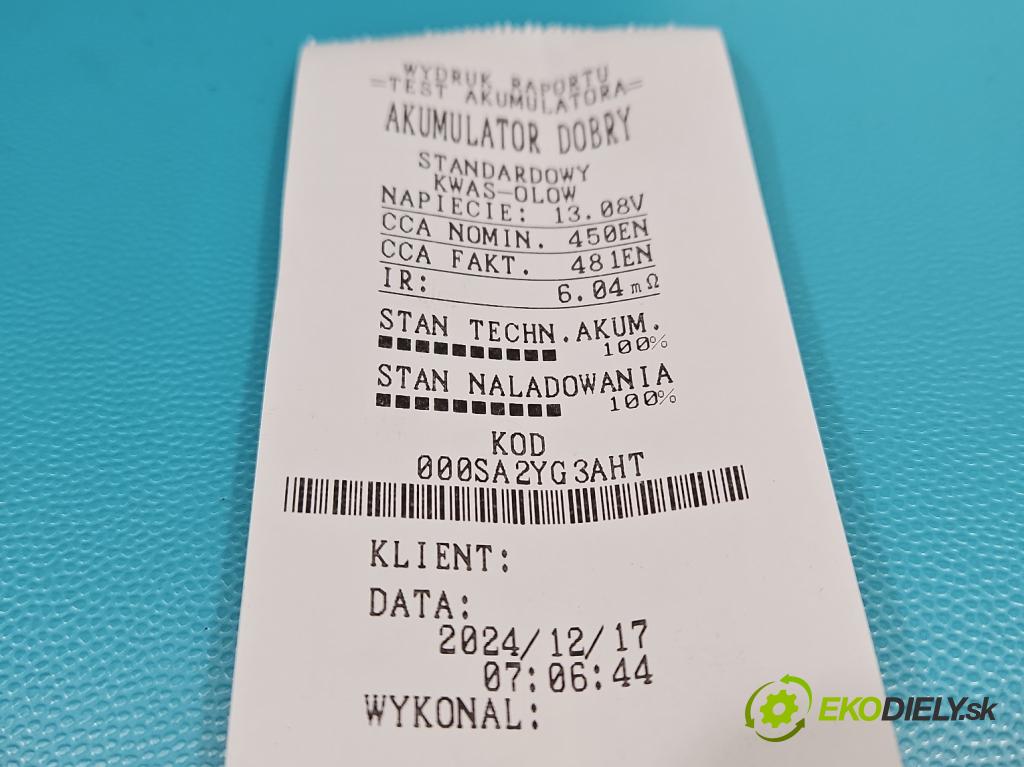 WYDRUK RAPORTU
=TEST AKUMULATORA=
AKUMULATOR DOBRY
STANDARDOWY
KWAS-OLOW
NAPIECIE: 13.08V
CCA NOMIN. 450EN
CCA FAKT. 481EN
IR: 6.04mΩ
STAN TECHN.AKUM.
100%
STAN NALADOWANIA
100%
KOD
000SA2YG3AHT
KLIENT:
DATA:
2024/12/17
07:06:44
WYKONAL:
EKODIELY.sk